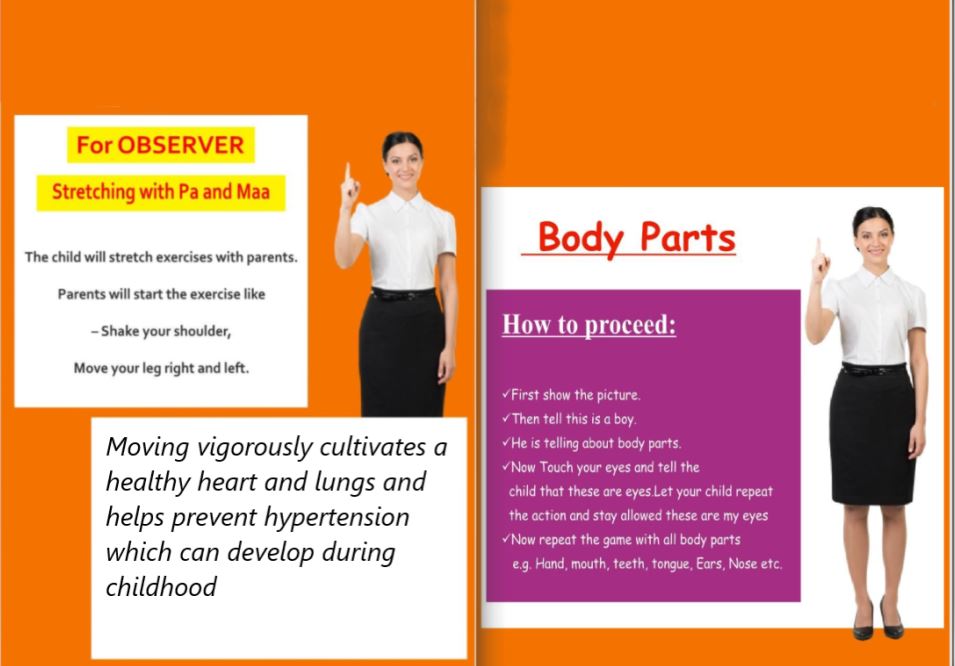 For OBSERVER
Stretching with Pa and Maa
The child will stretch exercises with parents.
Parents will start the exercise like
– Shake your shoulder,
Move your leg right and left.
Moving vigorously cultivates a
healthy heart and lungs and
helps prevent hypertension
which can develop during
childhood
Body Parts
How to proceed:
✓First show the picture.
✓Then tell this is a boy.
✓He is telling about body parts.
✓Now Touch your eyes and tell the
child that these are eyes.Let your child repeat
the action and stay allowed these are my eyes
✓Now repeat the game with all body parts
e.g. Hand, mouth, teeth, tongue, Ears, Nose etc.